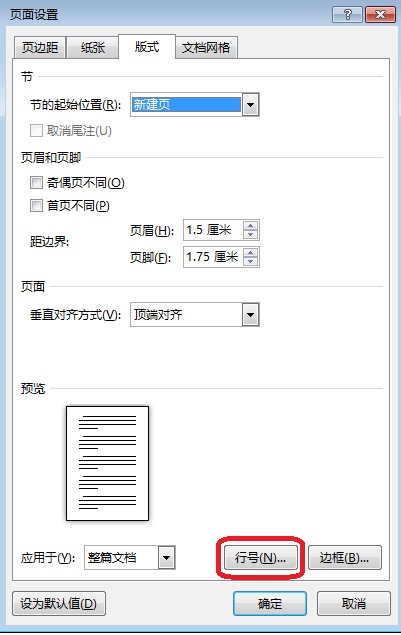 页面设置
页边距 纸张 版式 文档网格
节
节的起始位置(R): 新建页
取消尾注(U)
页眉和页脚
奇偶页不同(O)
首页不同(P)
距边界: 页眉(H): 1.5 厘米
页脚(F): 1.75 厘米
页面
垂直对齐方式(V): 顶端对齐
预览
应用于(Y): 整篇文档 行号(N)... 边框(B)...
设为默认值(D) 确定 取消